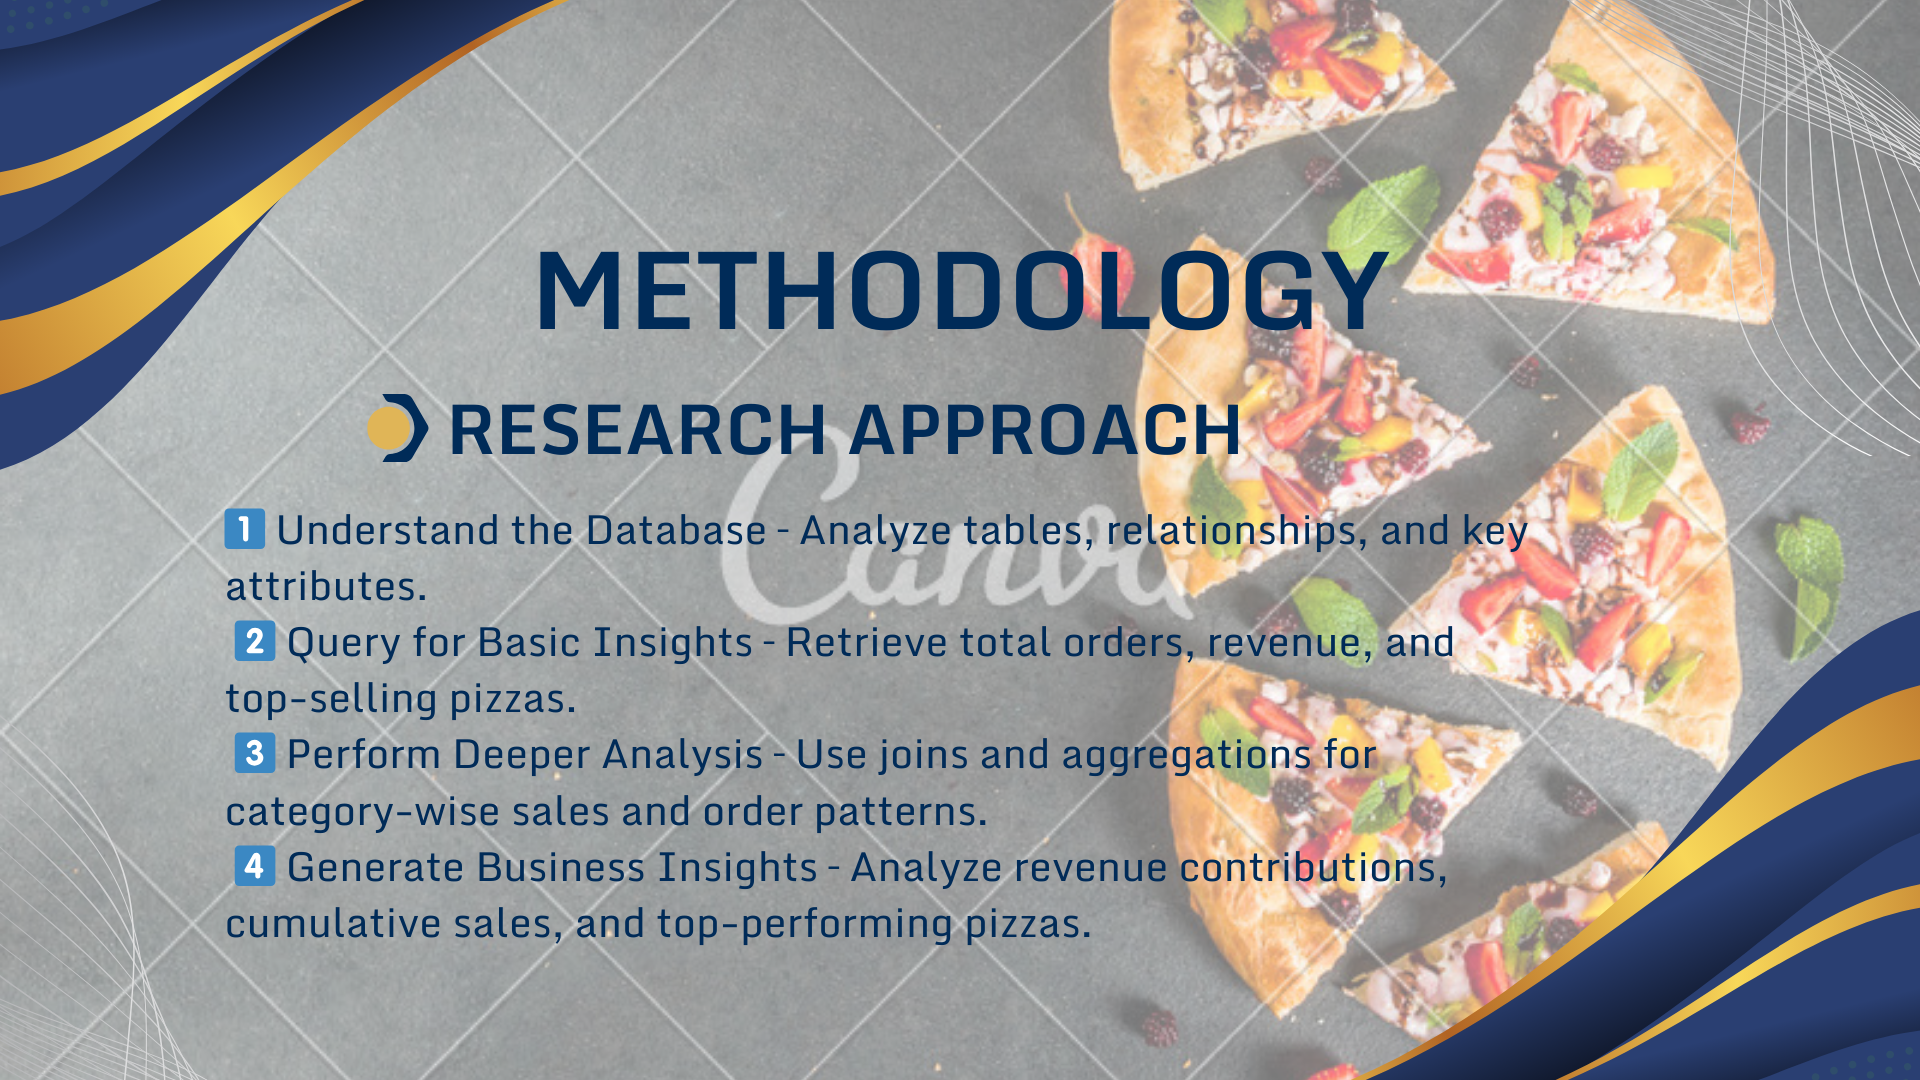 METHODOLOGY
RESEARCH APPROACH
1 Understand the Database - Analyze tables, relationships, and key
attributes.
2 Query for Basic Insights - Retrieve total orders, revenue, and
top-selling pizzas.
3 Perform Deeper Analysis - Use joins and aggregations for
category-wise sales and order patterns.
4 Generate Business Insights - Analyze revenue contributions,
cumulative sales, and top-performing pizzas.
Canva